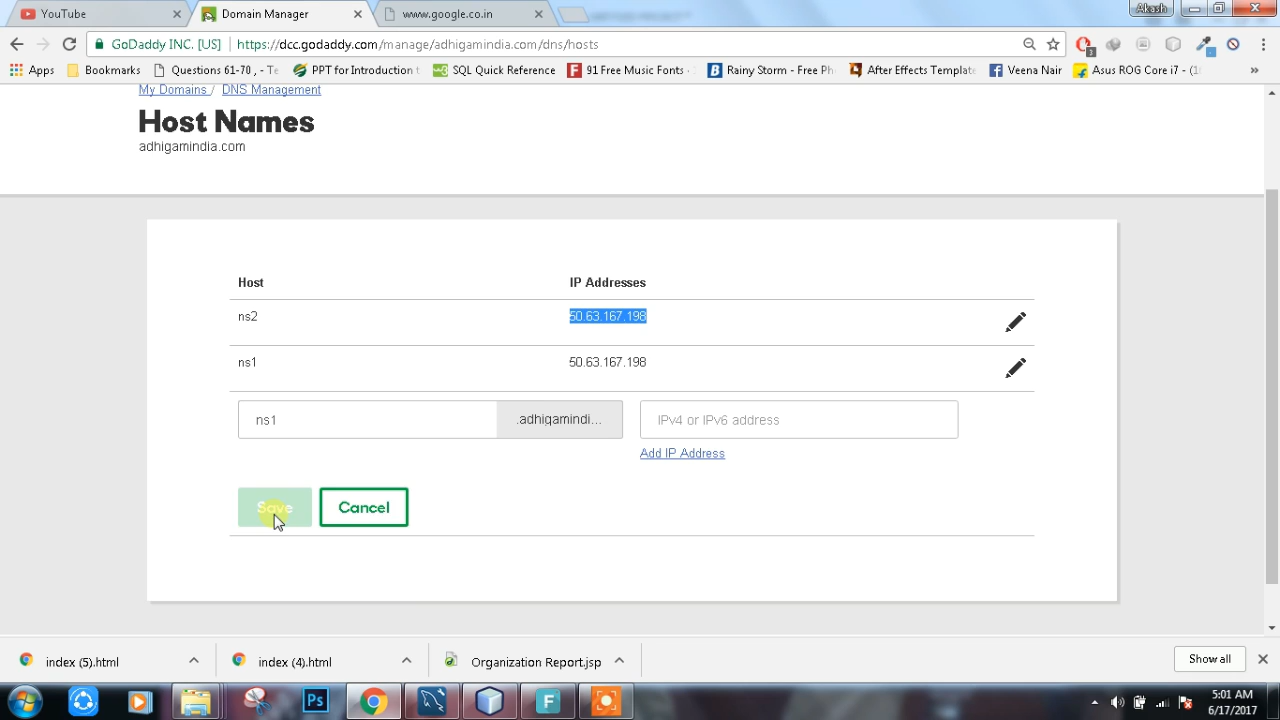 YouTube
Domain Manager
www.google.co.in
Akash
GoDaddy INC. [US]
https://dcc.godaddy.com/manage/adhigamindia.com/dns/hosts
3
Apps
Bookmarks
Questions 61-70 , - Te
PPT for Introduction t
SQL Quick Reference
91 Free Music Fonts -
Rainy Storm - Free Ph
After Effects Template
Veena Nair
Asus ROG Core i7 - (1
»
My Domains / DNS Management
Host Names
adhigamindia.com
Host IP Addresses
ns2 50.63.167.198
ns1 50.63.167.198
ns1 .adhigamindi... IPv4 or IPv6 address
Add IP Address
Save Cancel
index (5).html
index (4).html
Organization Report.jsp
Show all
Ps
F
5:01 AM
6/17/2017